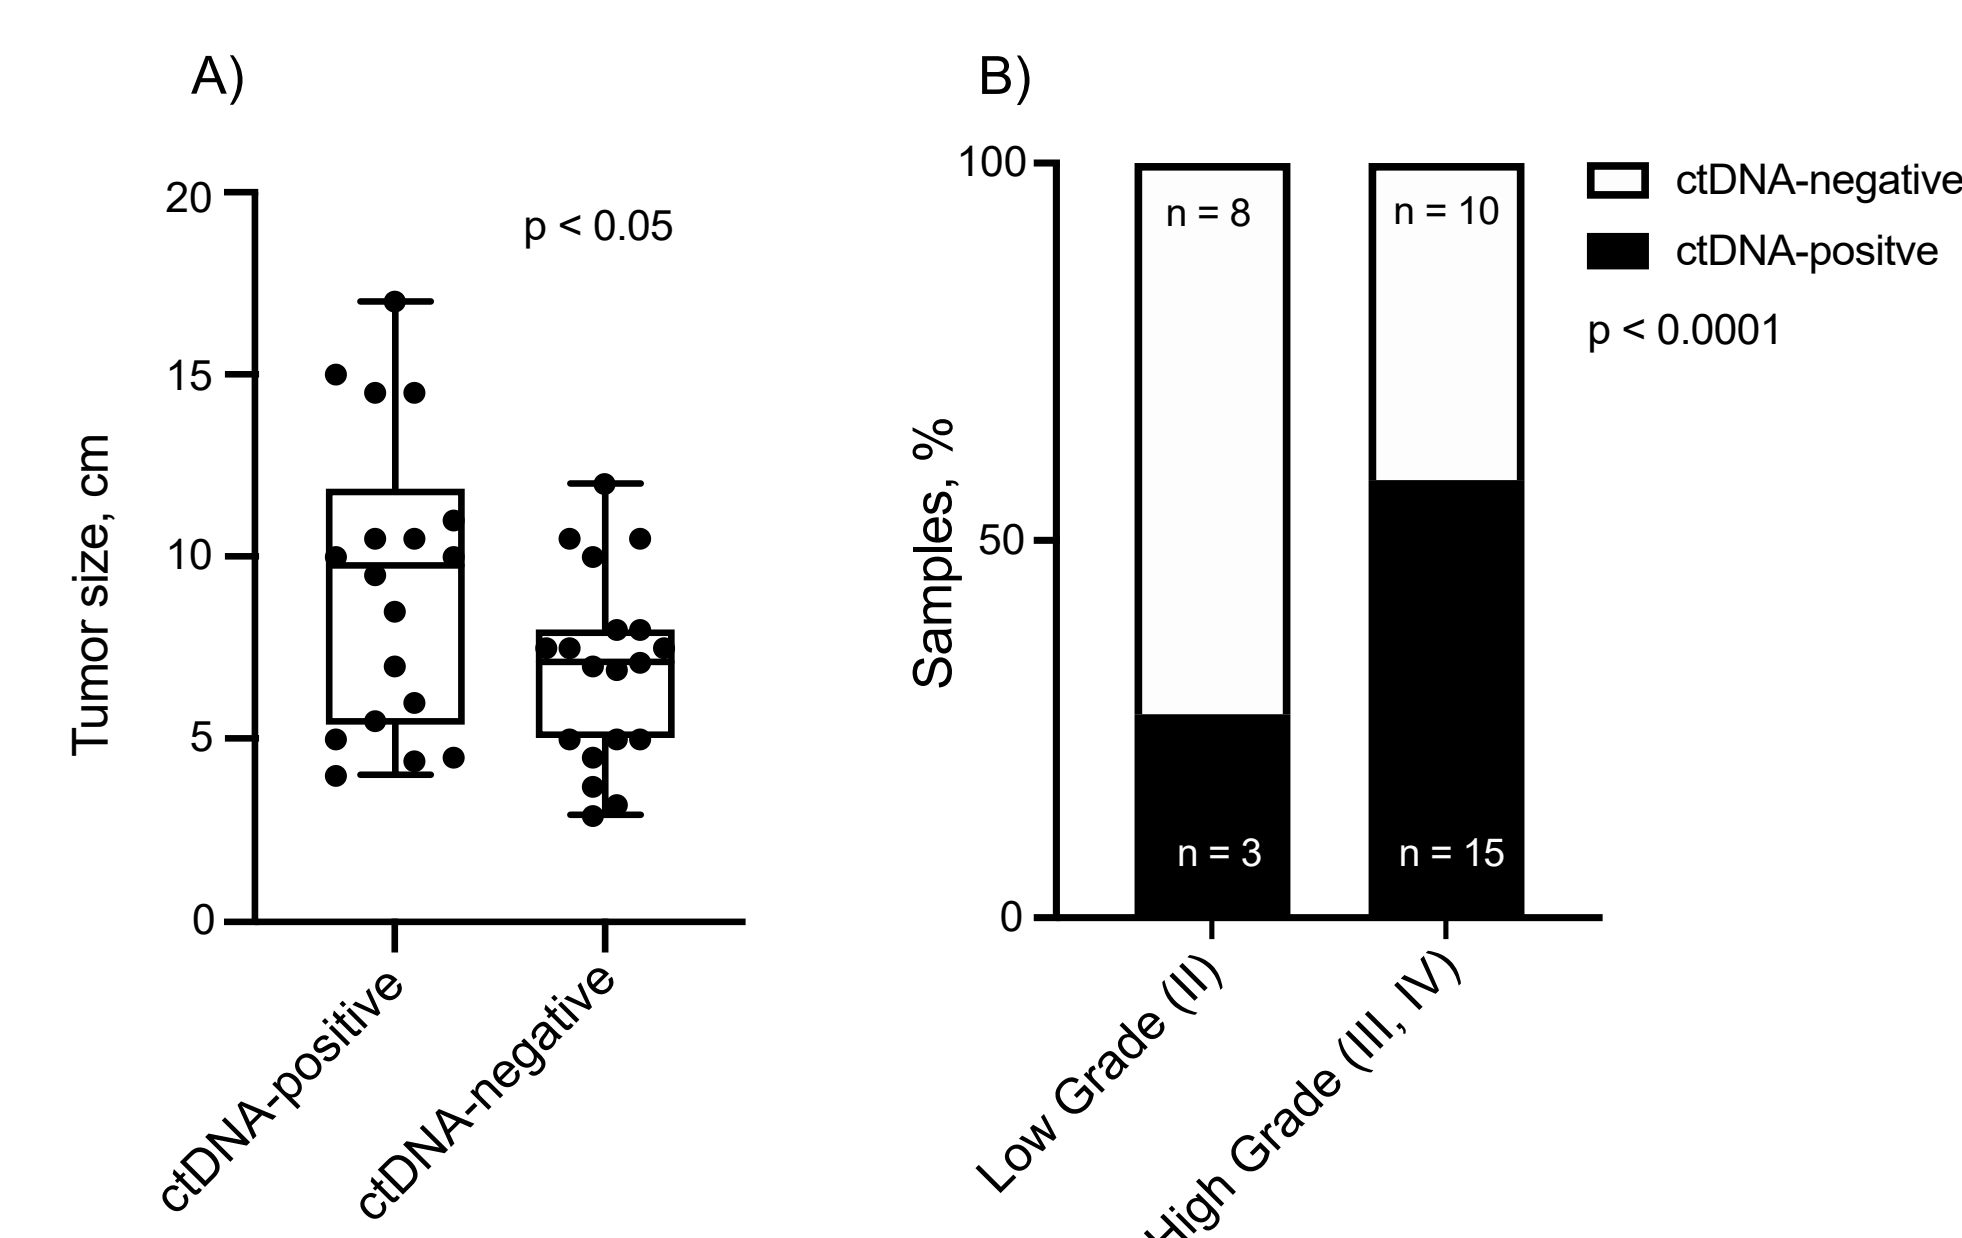 A)
20
15
10
5
0
Tumor size, cm
p < 0.05
ctDNA-positive
ctDNA-negative
B)
100
50
0
Samples, %
n = 8
n = 10
n = 3
n = 15
Low Grade (II)
High Grade (III, IV)
ctDNA-negative
ctDNA-positve
p < 0.0001